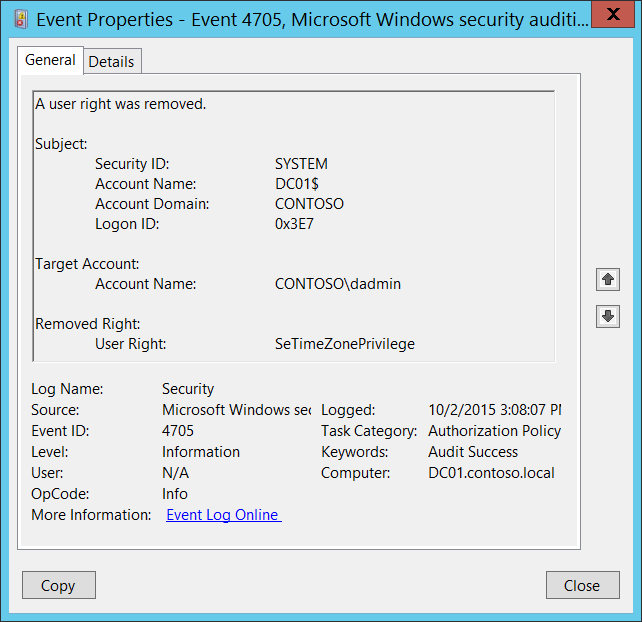 Event Properties - Event 4705, Microsoft Windows security auditi...
X
General
Details
A user right was removed.
Subject:
Security ID: SYSTEM
Account Name: DC01$
Account Domain: CONTOSO
Logon ID: 0x3E7
Target Account:
Account Name: CONTOSO\dadmin
Removed Right:
User Right: SeTimeZonePrivilege
Log Name: Security
Source: Microsoft Windows sec Logged: 10/2/2015 3:08:07 PM
Event ID: 4705 Task Category: Authorization Policy
Level: Information Keywords: Audit Success
User: N/A Computer: DC01.contoso.local
OpCode: Info
More Information: Event Log Online
Copy
Close